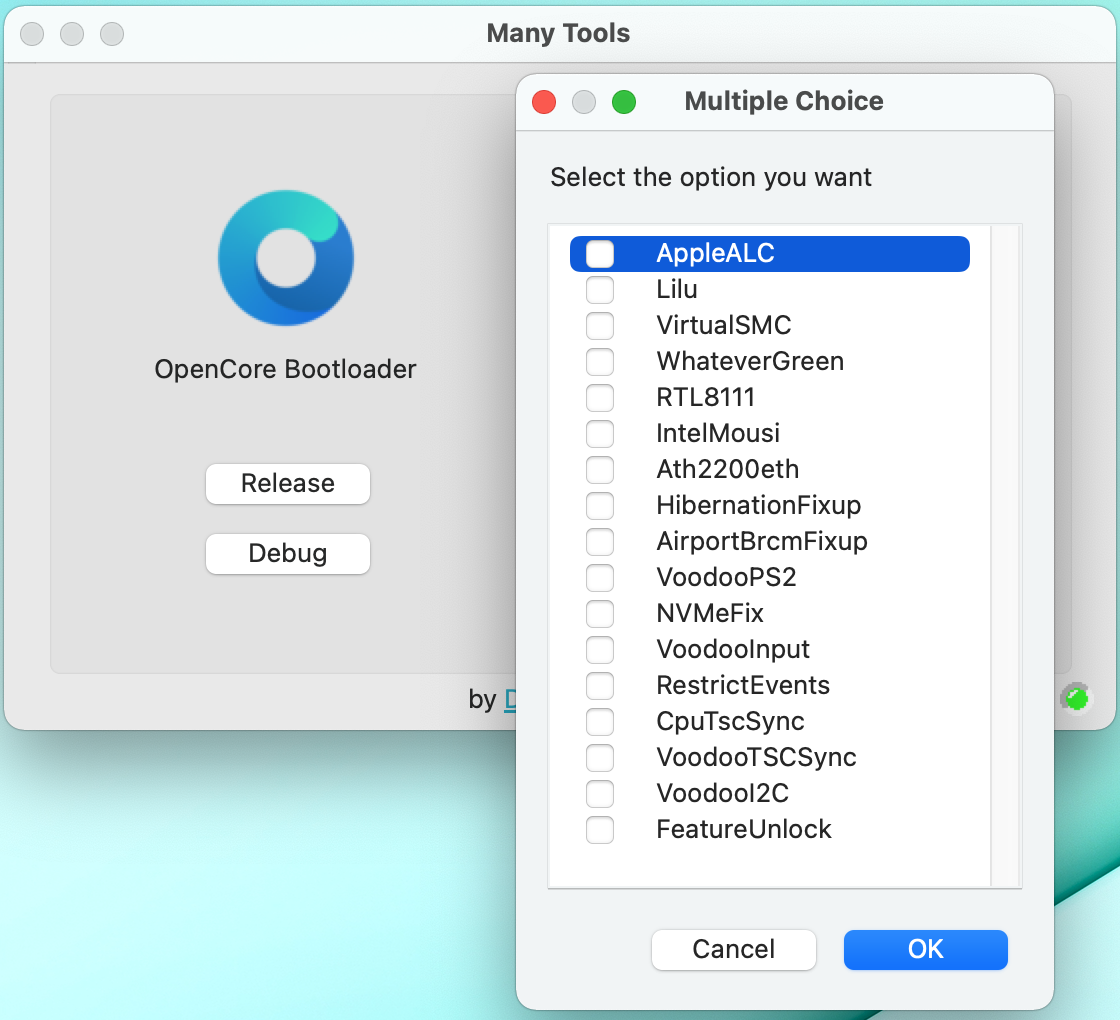 Many Tools
OpenCore Bootloader
Release
Debug
by
Multiple Choice
Select the option you want
AppleALC
Lilu
VirtualSMC
WhateverGreen
RTL8111
IntelMousi
Ath2200eth
HibernationFixup
AirportBrcmFixup
VoodooPS2
NVMeFix
VoodooInput
RestrictEvents
CpuTscSync
VoodooTSCSync
VoodooI2C
FeatureUnlock
Cancel
OK